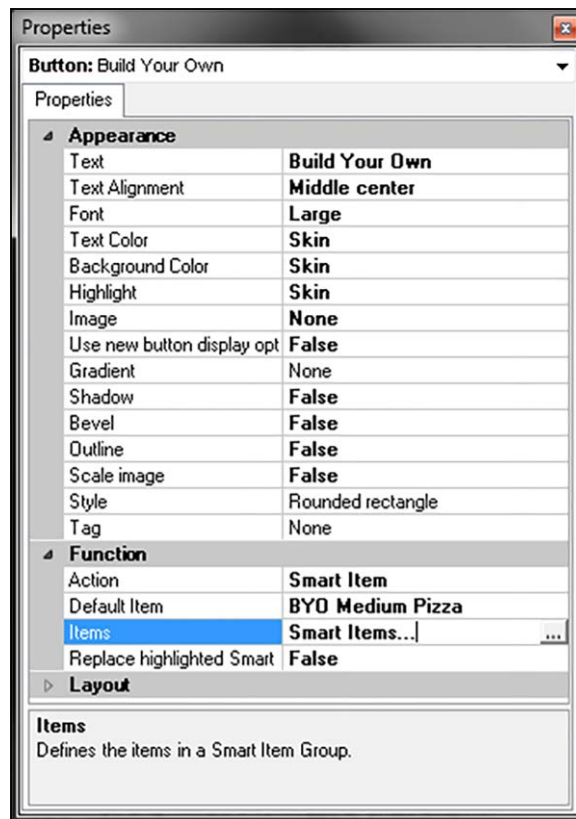 Properties
Button: Build Your Own
Properties
Appearance
Text Build Your Own
Text Alignment Middle center
Font Large
Text Color Skin
Background Color Skin
Highlight Skin
Image None
Use new button display opt False
Gradient None
Shadow False
Bevel False
Outline False
Scale image False
Style Rounded rectangle
Tag None
Function
Action Smart Item
Default Item BYO Medium Pizza
Items Smart Items... ...
Replace highlighted Smart False
Layout
Items
Defines the items in a Smart Item Group.